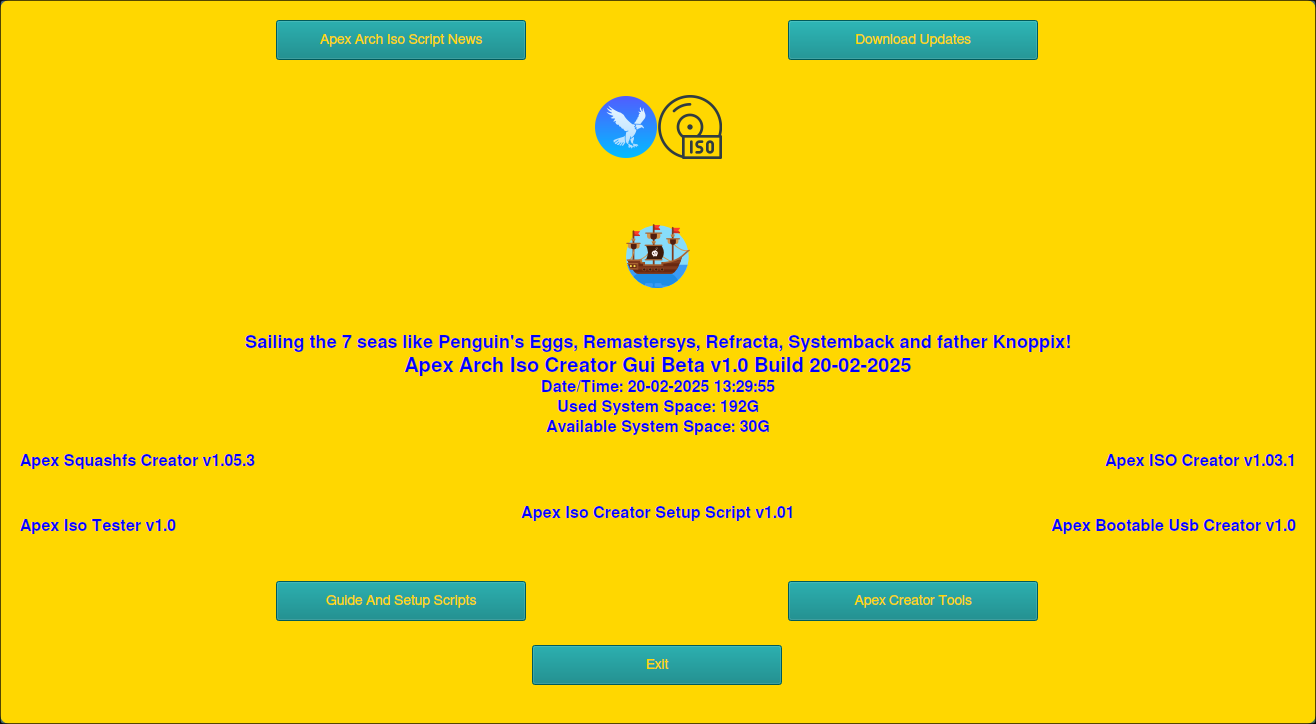 Apex Arch Iso Script News
Download Updates
ISO
Sailing the 7 seas like Penguin's Eggs, Remastersys, Refracta, Systemback and father Knoppix!
Apex Arch Iso Creator Gui Beta v1.0 Build 20-02-2025
Date/Time: 20-02-2025 13:29:55
Used System Space: 192G
Available System Space: 30G
Apex Squashfs Creator v1.05.3
Apex ISO Creator v1.03.1
Apex Iso Creator Setup Script v1.01
Apex Iso Tester v1.0
Apex Bootable Usb Creator v1.0
Guide And Setup Scripts
Apex Creator Tools
Exit